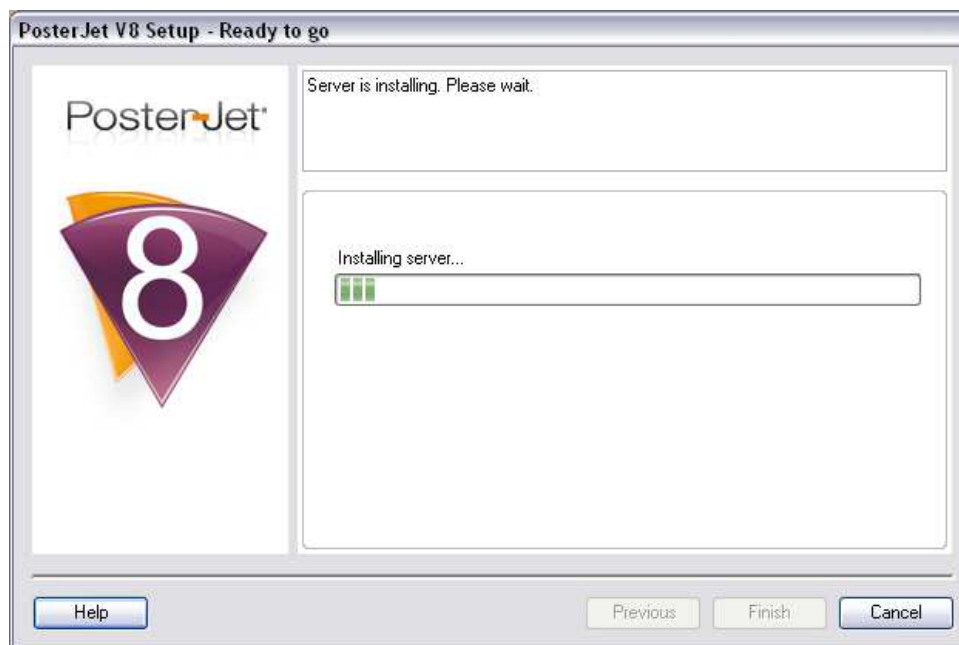 PosterJet V8 Setup - Ready to go
PosterJet
8
Server is installing. Please wait.
Installing server...
Help
Previous
Finish
Cancel